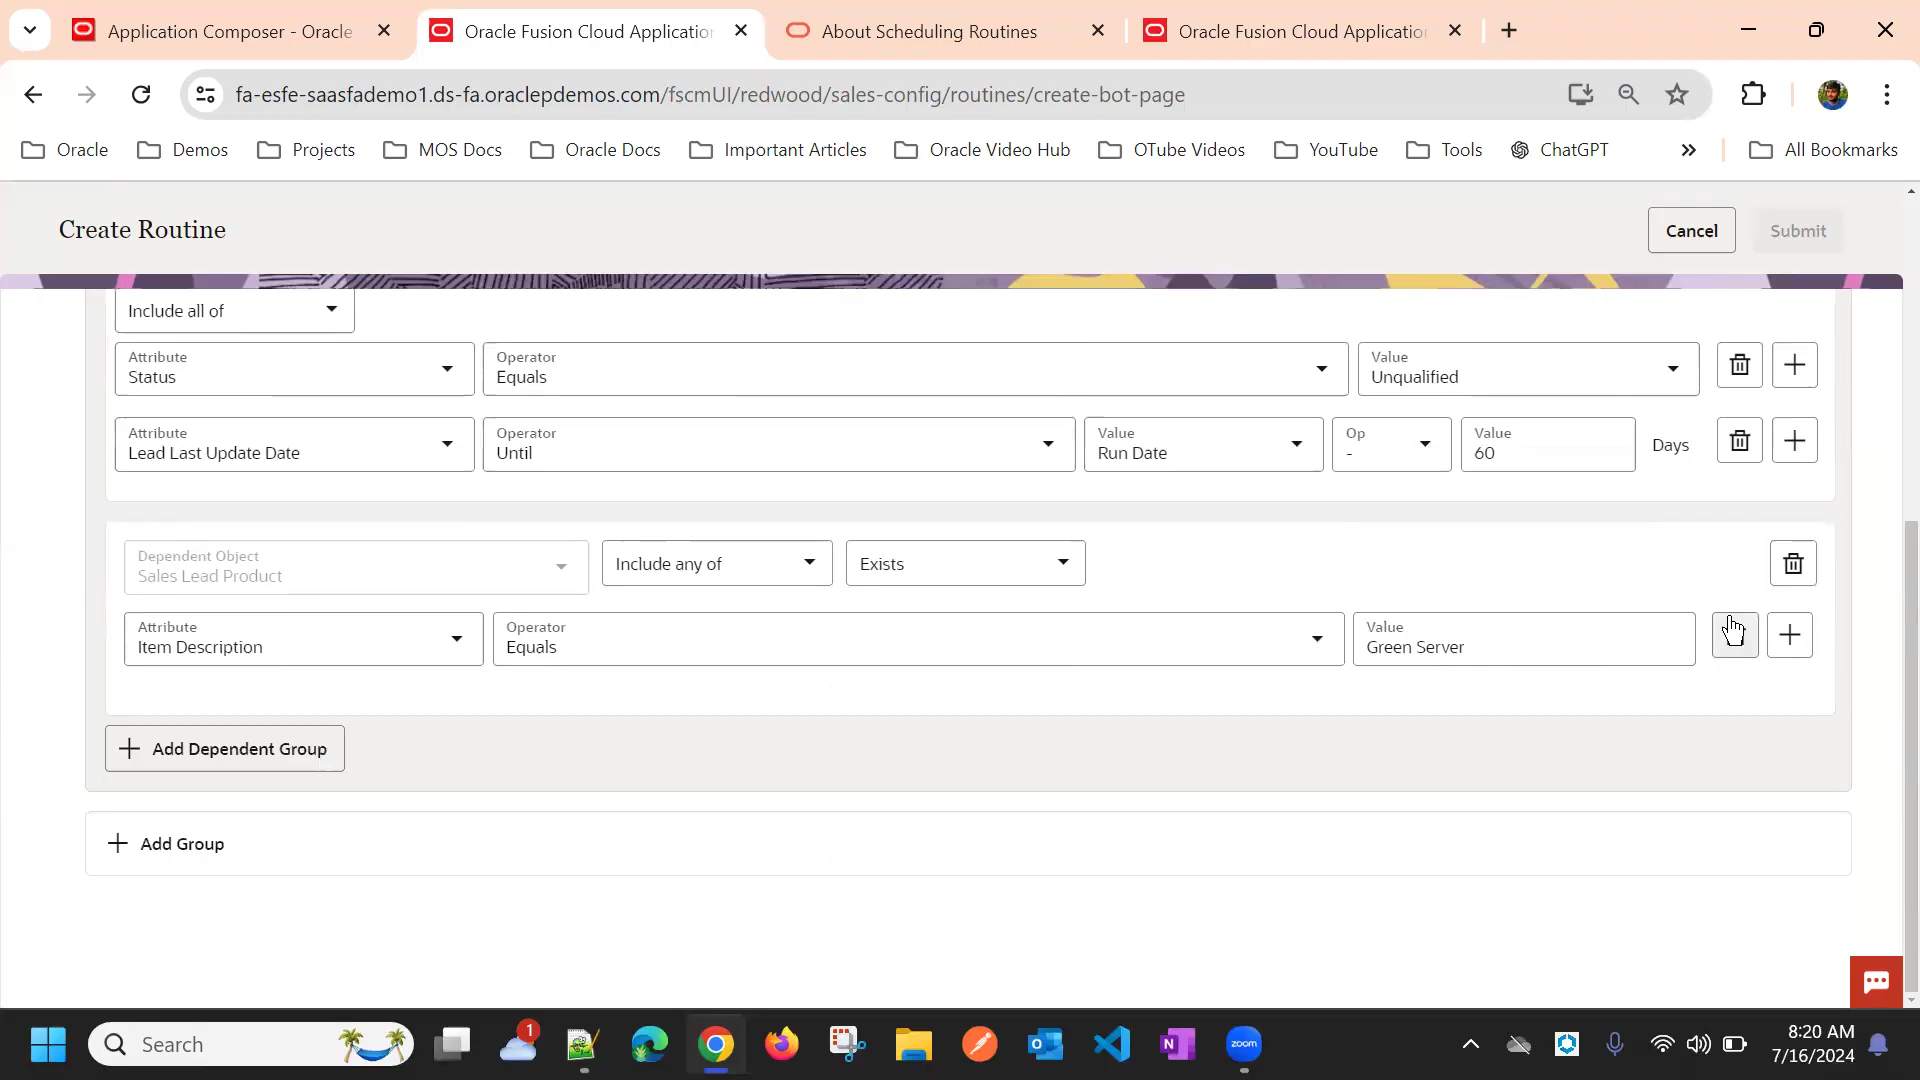 Application Composer - Oracle
Oracle Fusion Cloud Applicatio
About Scheduling Routines
Oracle Fusion Cloud Applicatio
fa-esfe-saasfademo1.ds-fa.oraclepdemos.com/fscmUI/redwood/sales-config/routines/create-bot-page
Oracle
Demos
Projects
MOS Docs
Oracle Docs
Important Articles
Oracle Video Hub
OTube Videos
YouTube
Tools
ChatGPT
All Bookmarks
Create Routine
Cancel
Submit
Include all of
Attribute
Status
Operator
Equals
Value
Unqualified
Attribute
Lead Last Update Date
Operator
Until
Value
Run Date
Op
-
Value
60
Days
Dependent Object
Sales Lead Product
Include any of
Exists
Attribute
Item Description
Operator
Equals
Value
Green Server
Add Dependent Group
Add Group
Search
1
zoom
8:20 AM
7/16/2024